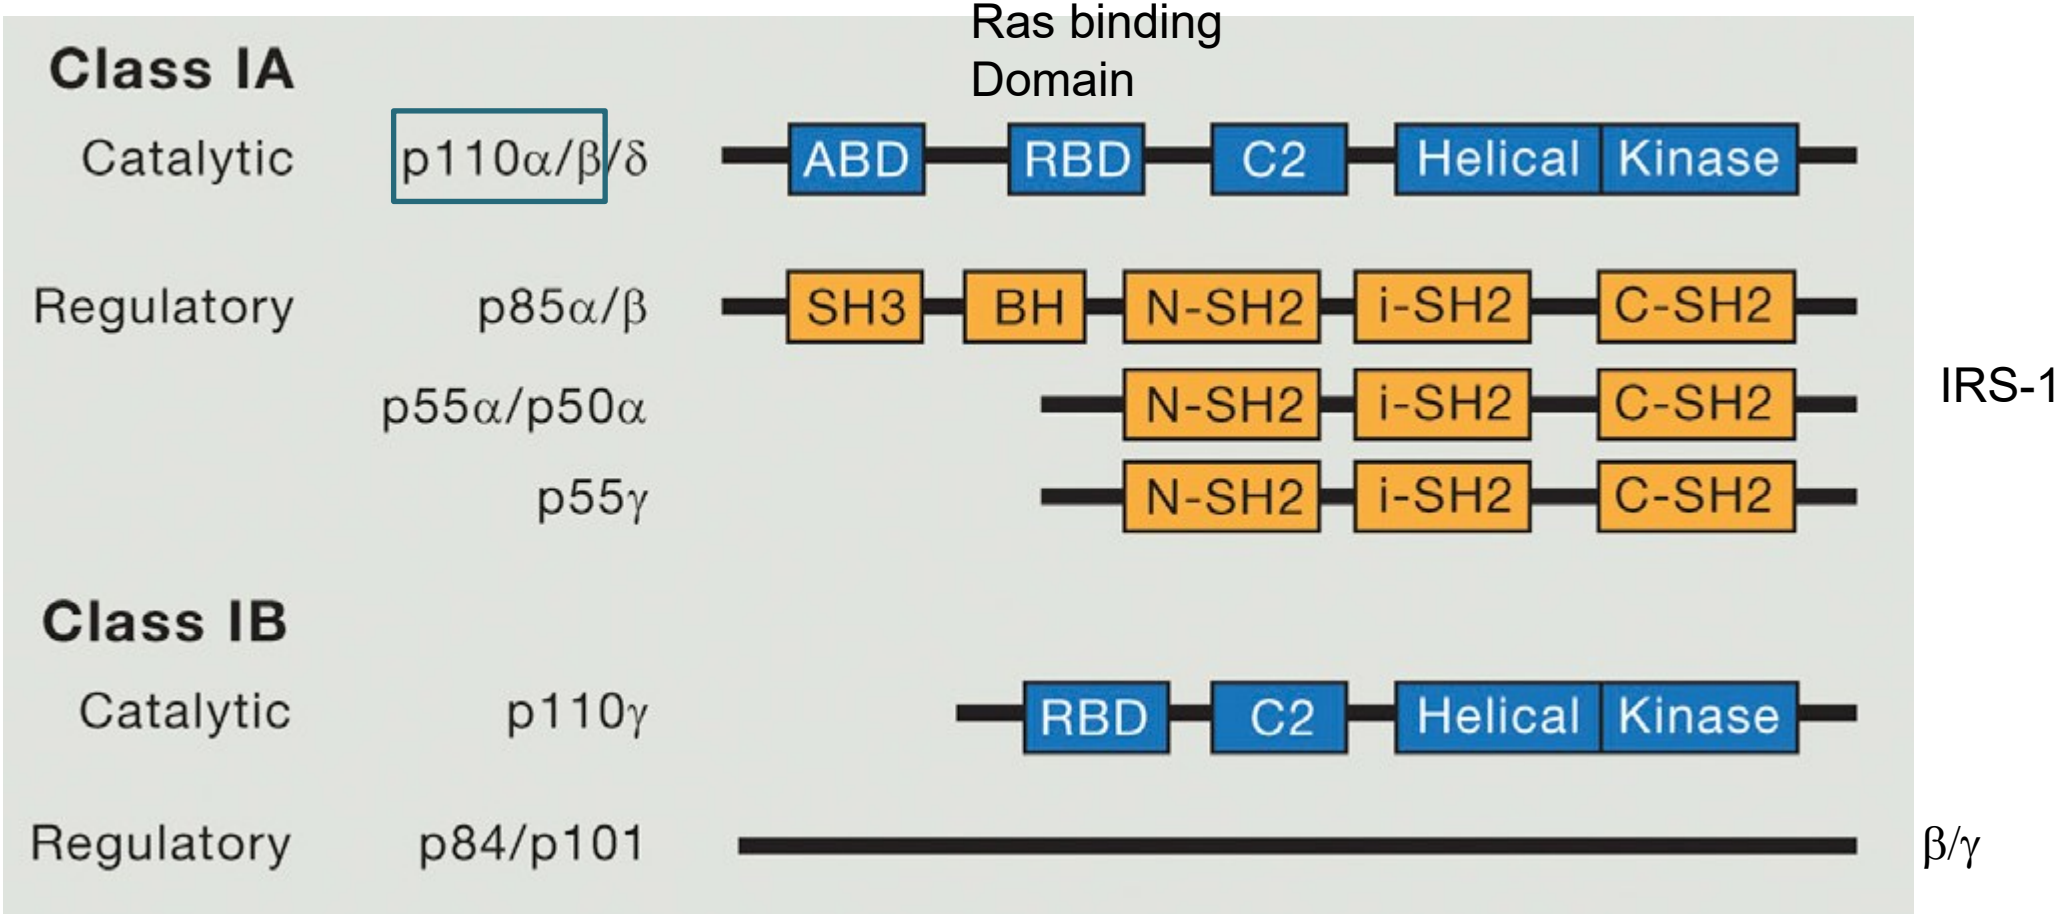 Ras binding
Domain
Class IA
Catalytic p110α/β/δ ABD RBD C2 Helical Kinase
Regulatory p85α/β SH3 BH N-SH2 i-SH2 C-SH2
IRS-1
p55α/p50α N-SH2 i-SH2 C-SH2
p55γ N-SH2 i-SH2 C-SH2
Class IB
Catalytic p110γ RBD C2 Helical Kinase
Regulatory p84/p101 β/γ